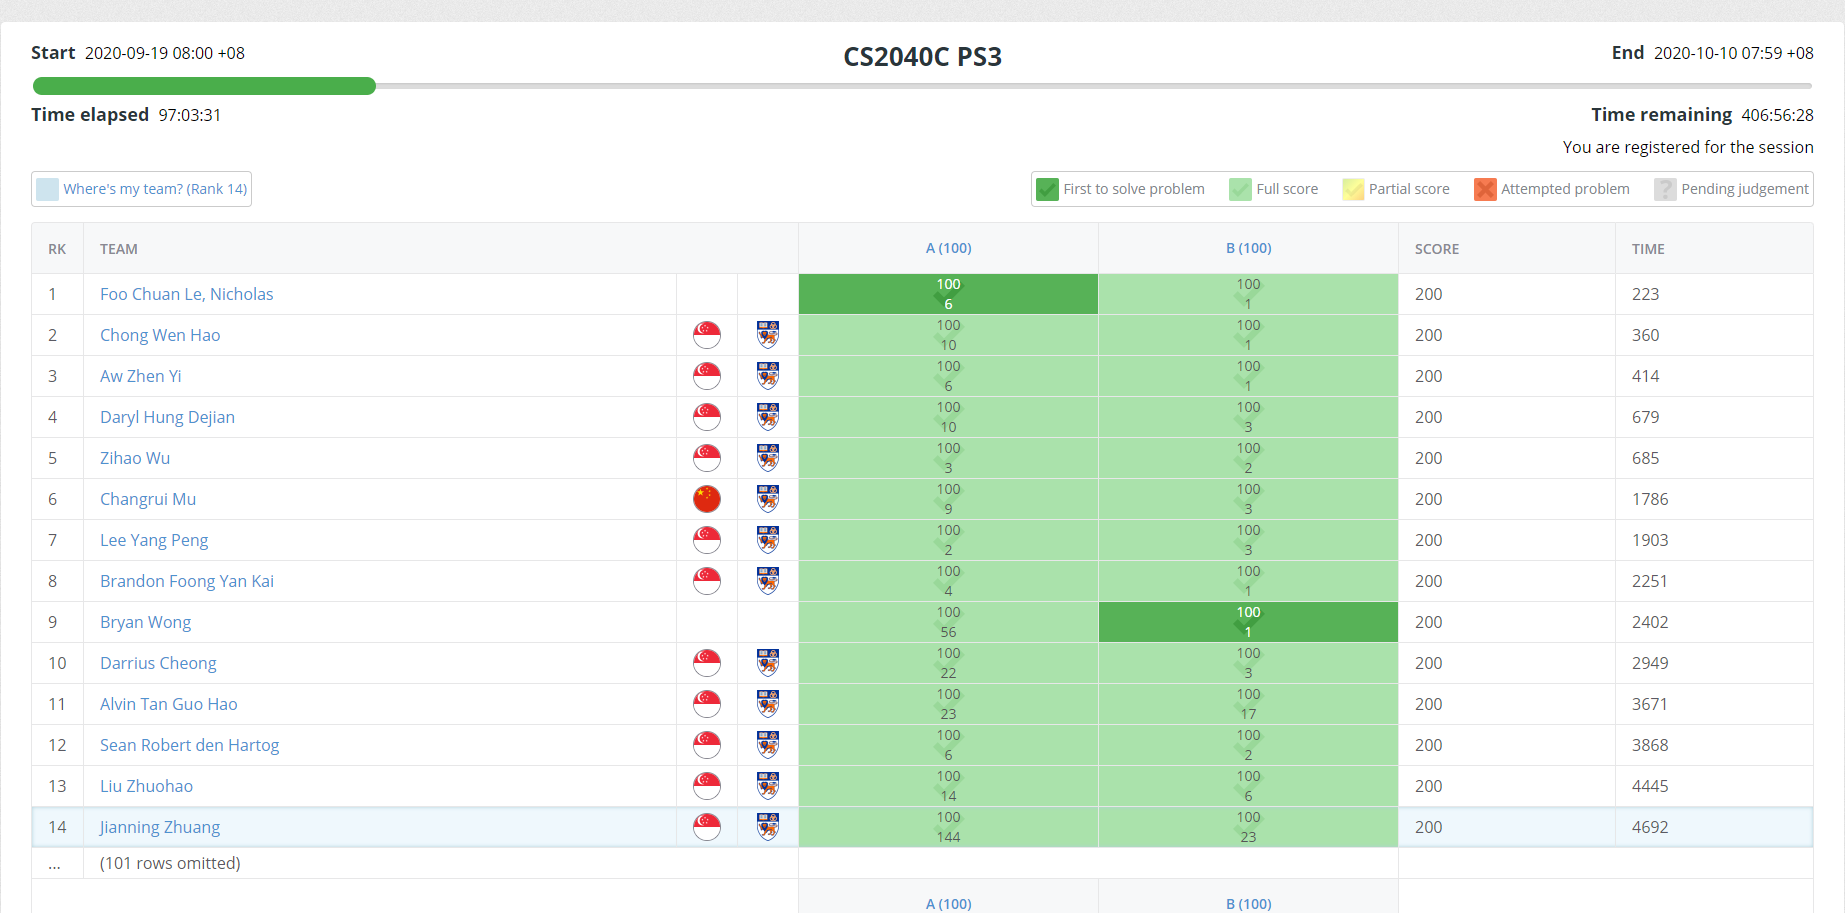 Start 2020-09-19 08:00 +08 CS2040C PS3 End 2020-10-10 07:59 +08
Time elapsed 97:03:31 Time remaining 406:56:28
You are registered for the session
Where's my team? (Rank 14) First to solve problem Full score Partial score Attempted problem ? Pending judgement
RK TEAM A (100) B (100) SCORE TIME
1 Foo Chuan Le, Nicholas 100 6 100 1 200 223
2 Chong Wen Hao 100 10 100 1 200 360
3 Aw Zhen Yi 100 6 100 1 200 414
4 Daryl Hung Dejian 100 10 100 3 200 679
5 Zihao Wu 100 3 100 2 200 685
6 Changrui Mu 100 9 100 3 200 1786
7 Lee Yang Peng 100 2 100 3 200 1903
8 Brandon Foong Yan Kai 100 4 100 1 200 2251
9 Bryan Wong 100 56 100 1 200 2402
10 Darrius Cheong 100 22 100 3 200 2949
11 Alvin Tan Guo Hao 100 23 100 17 200 3671
12 Sean Robert den Hartog 100 6 100 2 200 3868
13 Liu Zhuohao 100 14 100 6 200 4445
14 Jianning Zhuang 100 144 100 23 200 4692
... (101 rows omitted)
A (100) B (100)